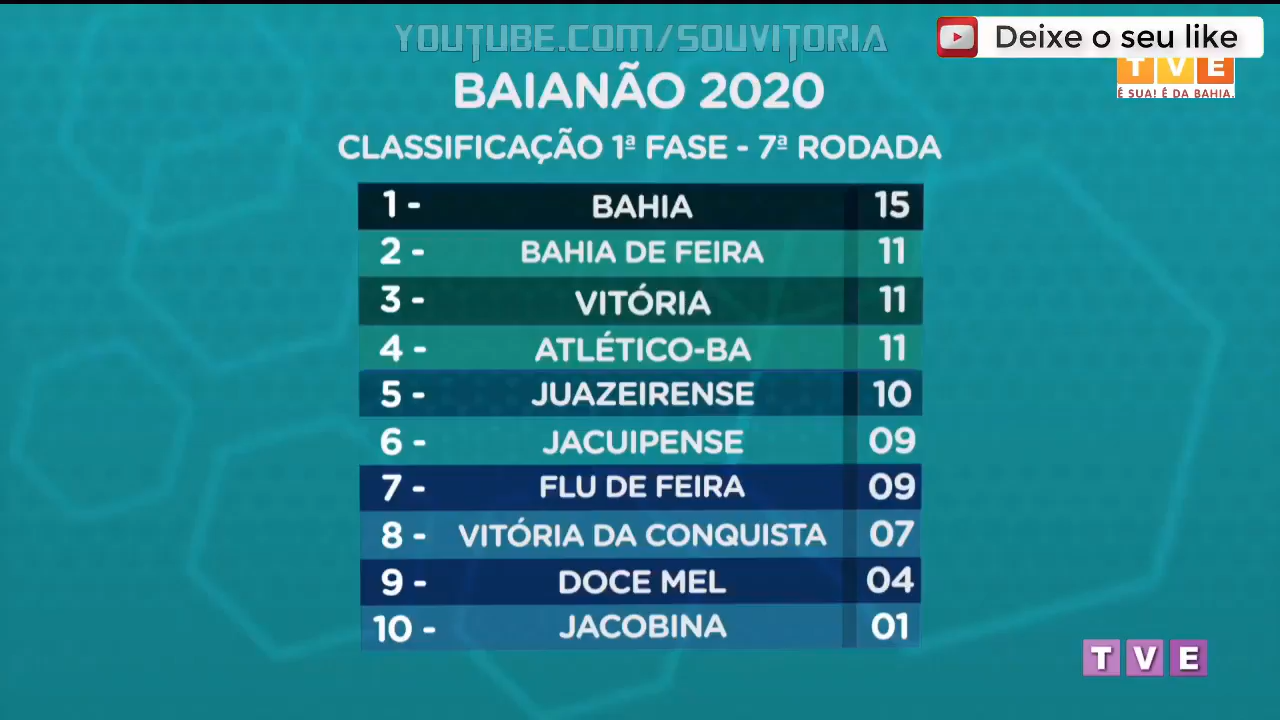 YOUTUBE.COM/SOUVITORIA
Deixe o seu like
TVE
É SUA! É DA BAHIA.
BAIANÃO 2020
CLASSIFICAÇÃO 1ª FASE - 7ª RODADA
1 - BAHIA 15
2 - BAHIA DE FEIRA 11
3 - VITÓRIA 11
4 - ATLÉTICO-BA 11
5 - JUAZEIRENSE 10
6 - JACUIPENSE 09
7 - FLU DE FEIRA 09
8 - VITÓRIA DA CONQUISTA 07
9 - DOCE MEL 04
10 - JACOBINA 01
TVE